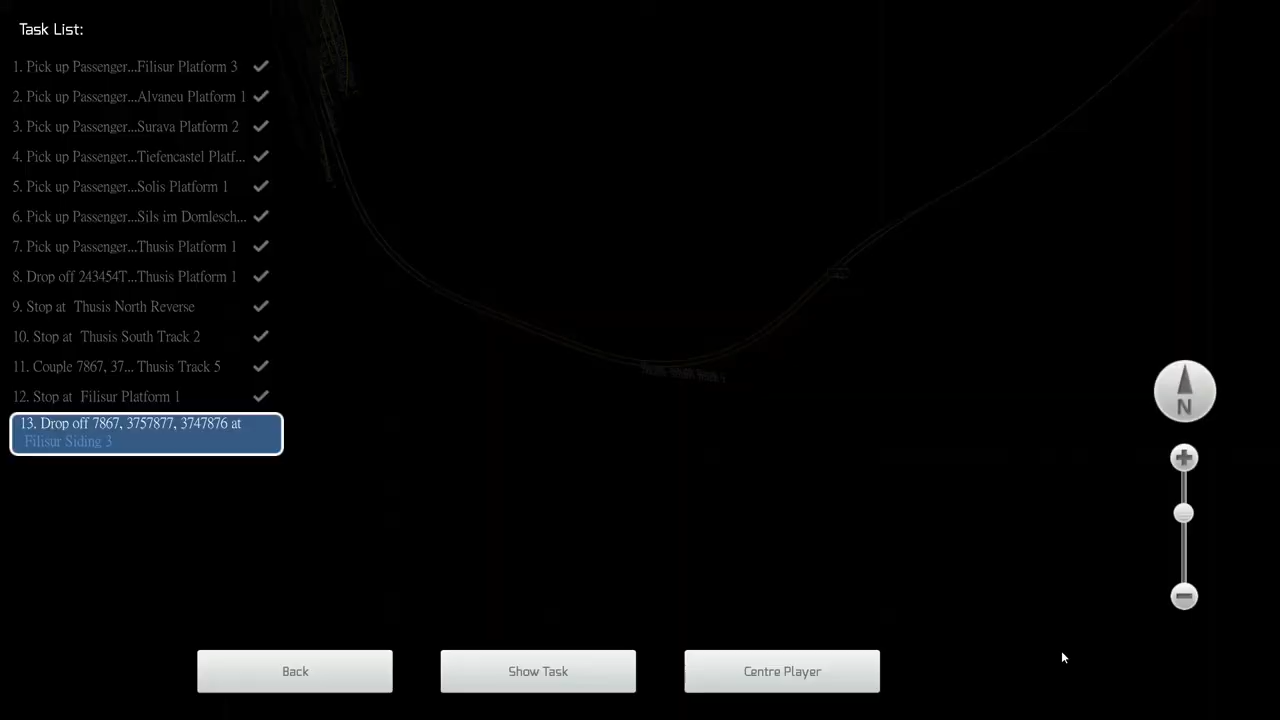 Task List:
1. Pick up Passenger...Filisur Platform 3
2. Pick up Passenger...Alvaneu Platform 1
3. Pick up Passenger...Surava Platform 2
4. Pick up Passenger...Tiefencastel Platf...
5. Pick up Passenger...Solis Platform 1
6. Pick up Passenger...Sils im Domlesch...
7. Pick up Passenger...Thusis Platform 1
8. Drop off 243454T...Thusis Platform 1
9. Stop at Thusis North Reverse
10. Stop at Thusis South Track 2
11. Couple 7867, 37... Thusis Track 5
12. Stop at Filisur Platform 1
13. Drop off 7867, 3757877, 3747876 at
Filisur Siding 3
N
Back
Show Task
Centre Player